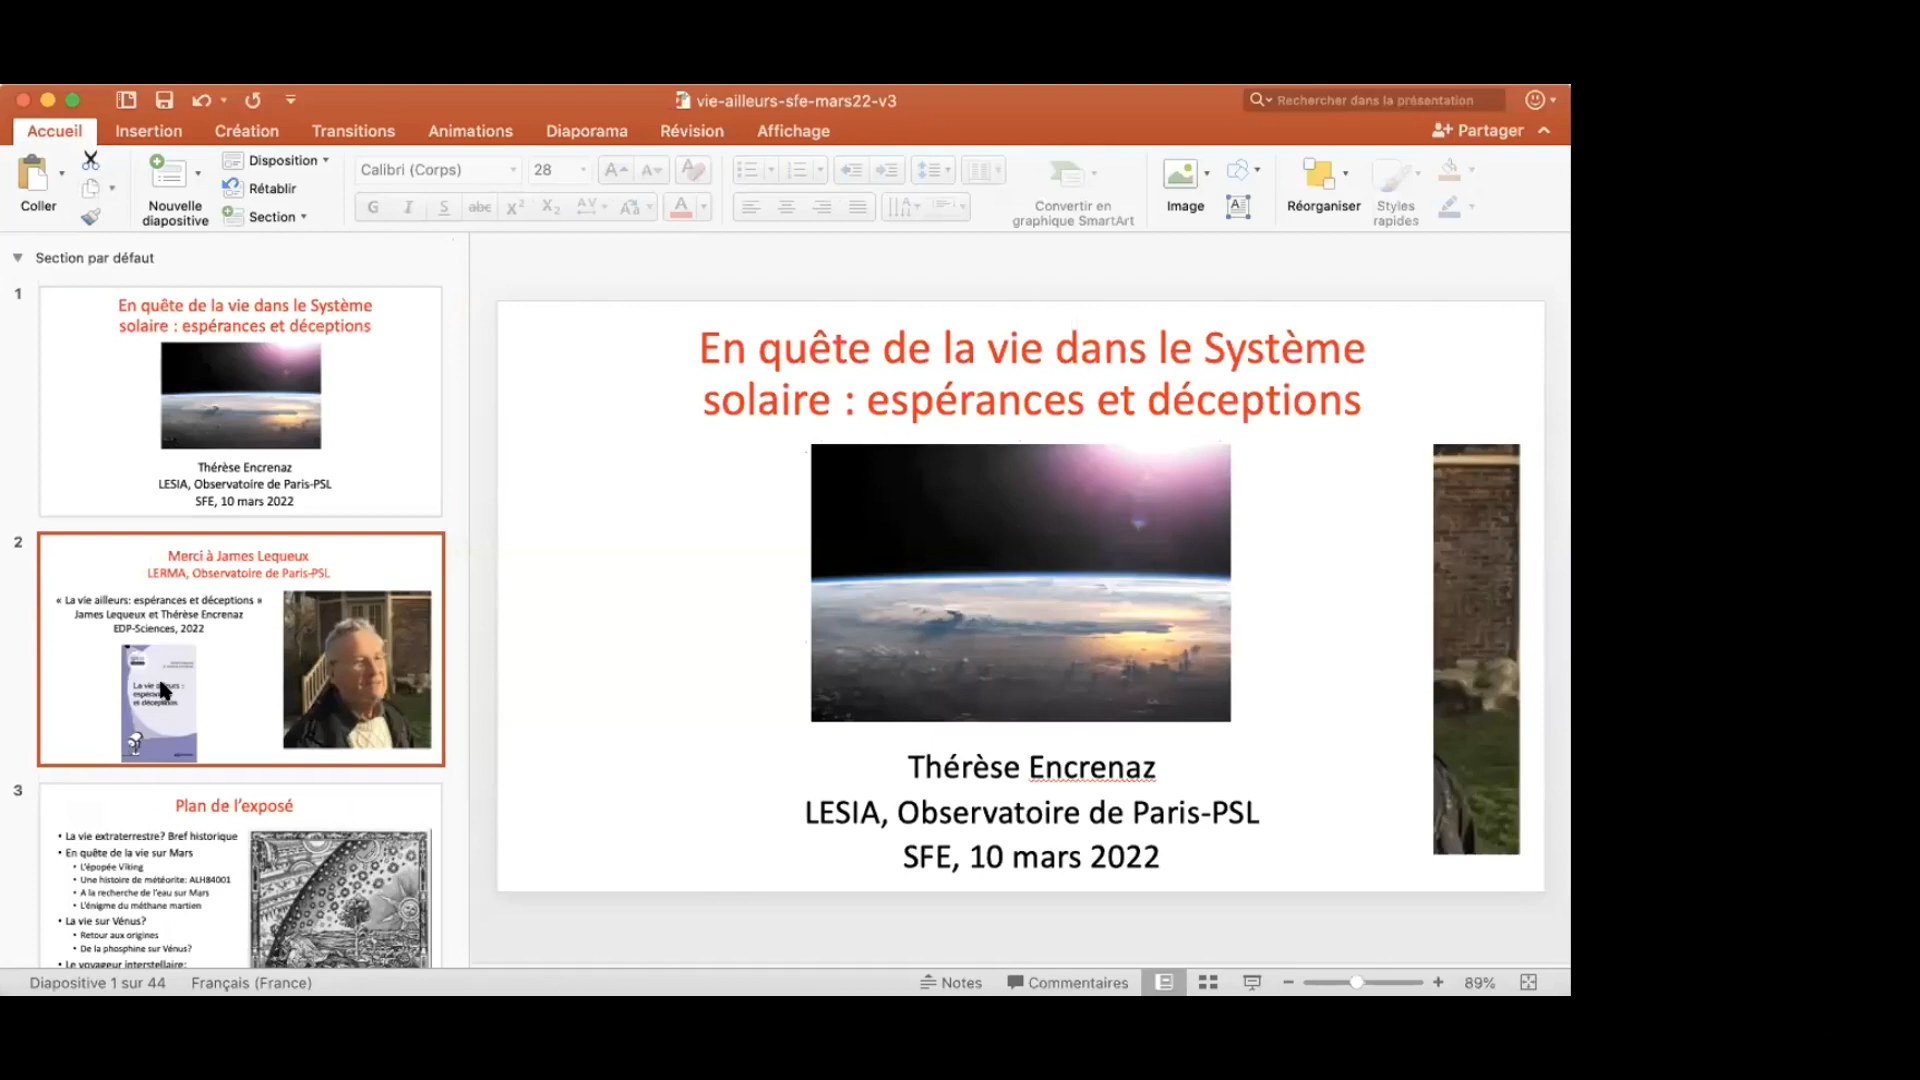 vie-ailleurs-sfe-mars22-v3
Rechercher dans la présentation
Accueil Insertion Création Transitions Animations Diaporama Révision Affichage Partager
Coller
Nouvelle
diapositive
Disposition
Rétablir
Section
Calibri (Corps) 28
G I S abc X² X₂ AV Aa A
Convertir en
graphique SmartArt
Image
Réorganiser
Styles
rapides
Section par défaut
1
En quête de la vie dans le Système
solaire : espérances et déceptions
Thérèse Encrenaz
LESIA, Observatoire de Paris-PSL
SFE, 10 mars 2022
2
Merci à James Lequeux
LERMA, Observatoire de Paris-PSL
« La vie ailleurs: espérances et déceptions »
James Lequeux et Thérèse Encrenaz
EDP-Sciences, 2022
3
Plan de l'exposé
• La vie extraterrestre? Bref historique
• En quête de la vie sur Mars
• L'épopée Viking
• Une histoire de météorite: ALH84001
• A la recherche de l'eau sur Mars
• L'énigme du méthane martien
• La vie sur Vénus?
• Retour aux origines
• De la phosphine sur Vénus?
• Le voyageur interstellaire:
En quête de la vie dans le Système
solaire : espérances et déceptions
Thérèse Encrenaz
LESIA, Observatoire de Paris-PSL
SFE, 10 mars 2022
Diapositive 1 sur 44 Français (France) Notes Commentaires 89%